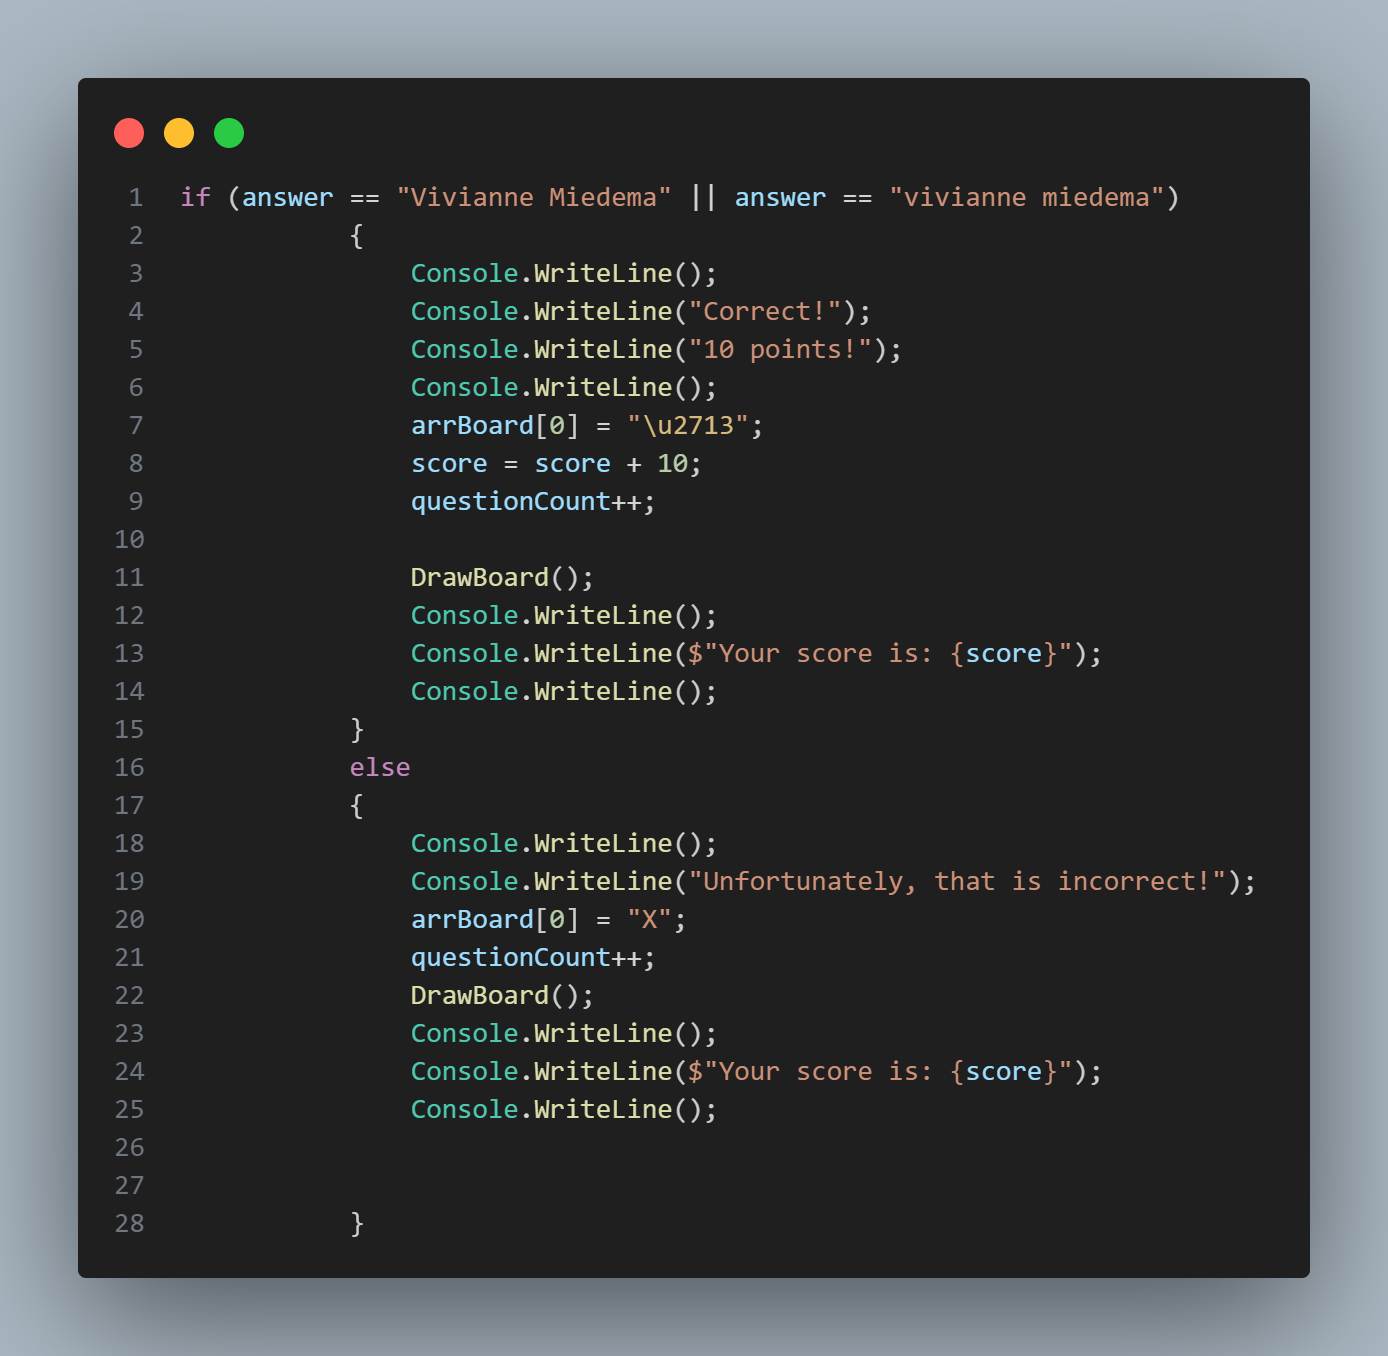 1 if (answer == "Vivianne Miedema" || answer == "vivianne miedema")
2 {
3 Console.WriteLine();
4 Console.WriteLine("Correct!");
5 Console.WriteLine("10 points!");
6 Console.WriteLine();
7 arrBoard[0] = "\u2713";
8 score = score + 10;
9 questionCount++;
10
11 DrawBoard();
12 Console.WriteLine();
13 Console.WriteLine($"Your score is: {score}");
14 Console.WriteLine();
15 }
16 else
17 {
18 Console.WriteLine();
19 Console.WriteLine("Unfortunately, that is incorrect!");
20 arrBoard[0] = "X";
21 questionCount++;
22 DrawBoard();
23 Console.WriteLine();
24 Console.WriteLine($"Your score is: {score}");
25 Console.WriteLine();
26
27
28 }